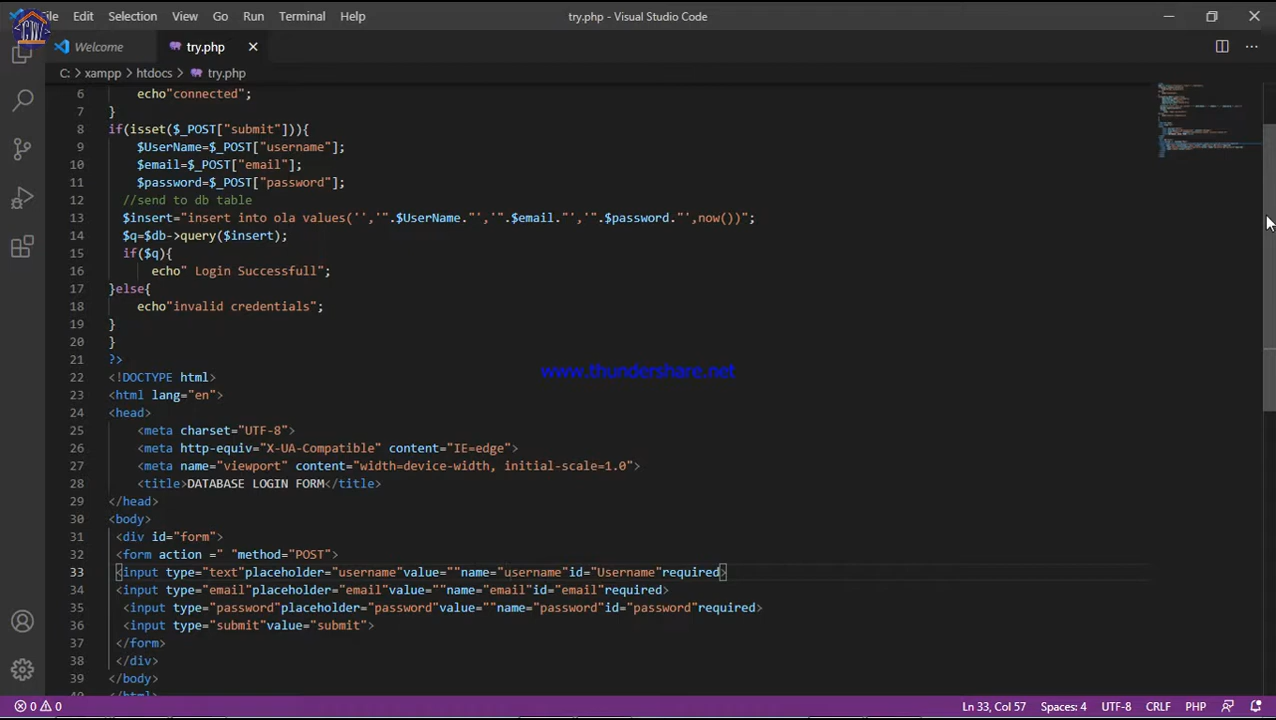 File Edit Selection View Go Run Terminal Help try.php - Visual Studio Code
Welcome try.php
C: > xampp > htdocs > try.php
6 echo"connected";
7 }
8 if(isset($_POST["submit"])){
9 $UserName=$_POST["username"];
10 $email=$_POST["email"];
11 $password=$_POST["password"];
12 //send to db table
13 $insert="insert into ola values('','".$UserName."','".$email."','".$password."',now())";
14 $q=$db->query($insert);
15 if($q){
16 echo" Login Successfull";
17 }else{
18 echo"invalid credentials";
19 }
20 }
21 ?>
www.thundershare.net
22 <!DOCTYPE html>
23 <html lang="en">
24 <head>
25 <meta charset="UTF-8">
26 <meta http-equiv="X-UA-Compatible" content="IE=edge">
27 <meta name="viewport" content="width=device-width, initial-scale=1.0">
28 <title>DATABASE LOGIN FORM</title>
29 </head>
30 <body>
31 <div id="form">
32 <form action =" "method="POST">
33 <input type="text"placeholder="username"value=""name="username"id="Username"required>
34 <input type="email"placeholder="email"value=""name="email"id="email"required>
35 <input type="password"placeholder="password"value=""name="password"id="password"required>
36 <input type="submit"value="submit">
37 </form>
38 </div>
39 </body>
40 </html>
0 0 Ln 33, Col 57 Spaces: 4 UTF-8 CRLF PHP